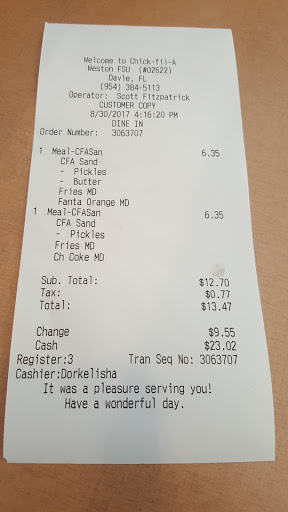 Welcome to Chick-fil-A
Weston FSU (#02622)
Davie, FL
(954) 384-5113
Operator: Scott Fitzpatrick
CUSTOMER COPY
8/30/2017 4:16:20 PM
DINE IN
Order Number: 3063707
1 Meal-CFASan 6.35
CFA Sand
- Pickles
- Butter
Fries MD
Fanta Orange MD
1 Meal-CFASan 6.35
CFA Sand
- Pickles
Fries MD
Ch Coke MD
Sub. Total: $12.70
Tax: $0.77
Total: $13.47
Change $9.55
Cash $23.02
Register:3 Tran Seq No: 3063707
Cashier:Dorkelisha
It was a pleasure serving you!
Have a wonderful day.